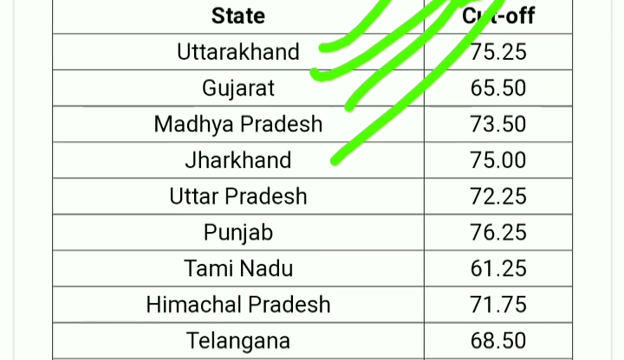 State Cut-off
Uttarakhand 75.25
Gujarat 65.50
Madhya Pradesh 73.50
Jharkhand 75.00
Uttar Pradesh 72.25
Punjab 76.25
Tami Nadu 61.25
Himachal Pradesh 71.75
Telangana 68.50